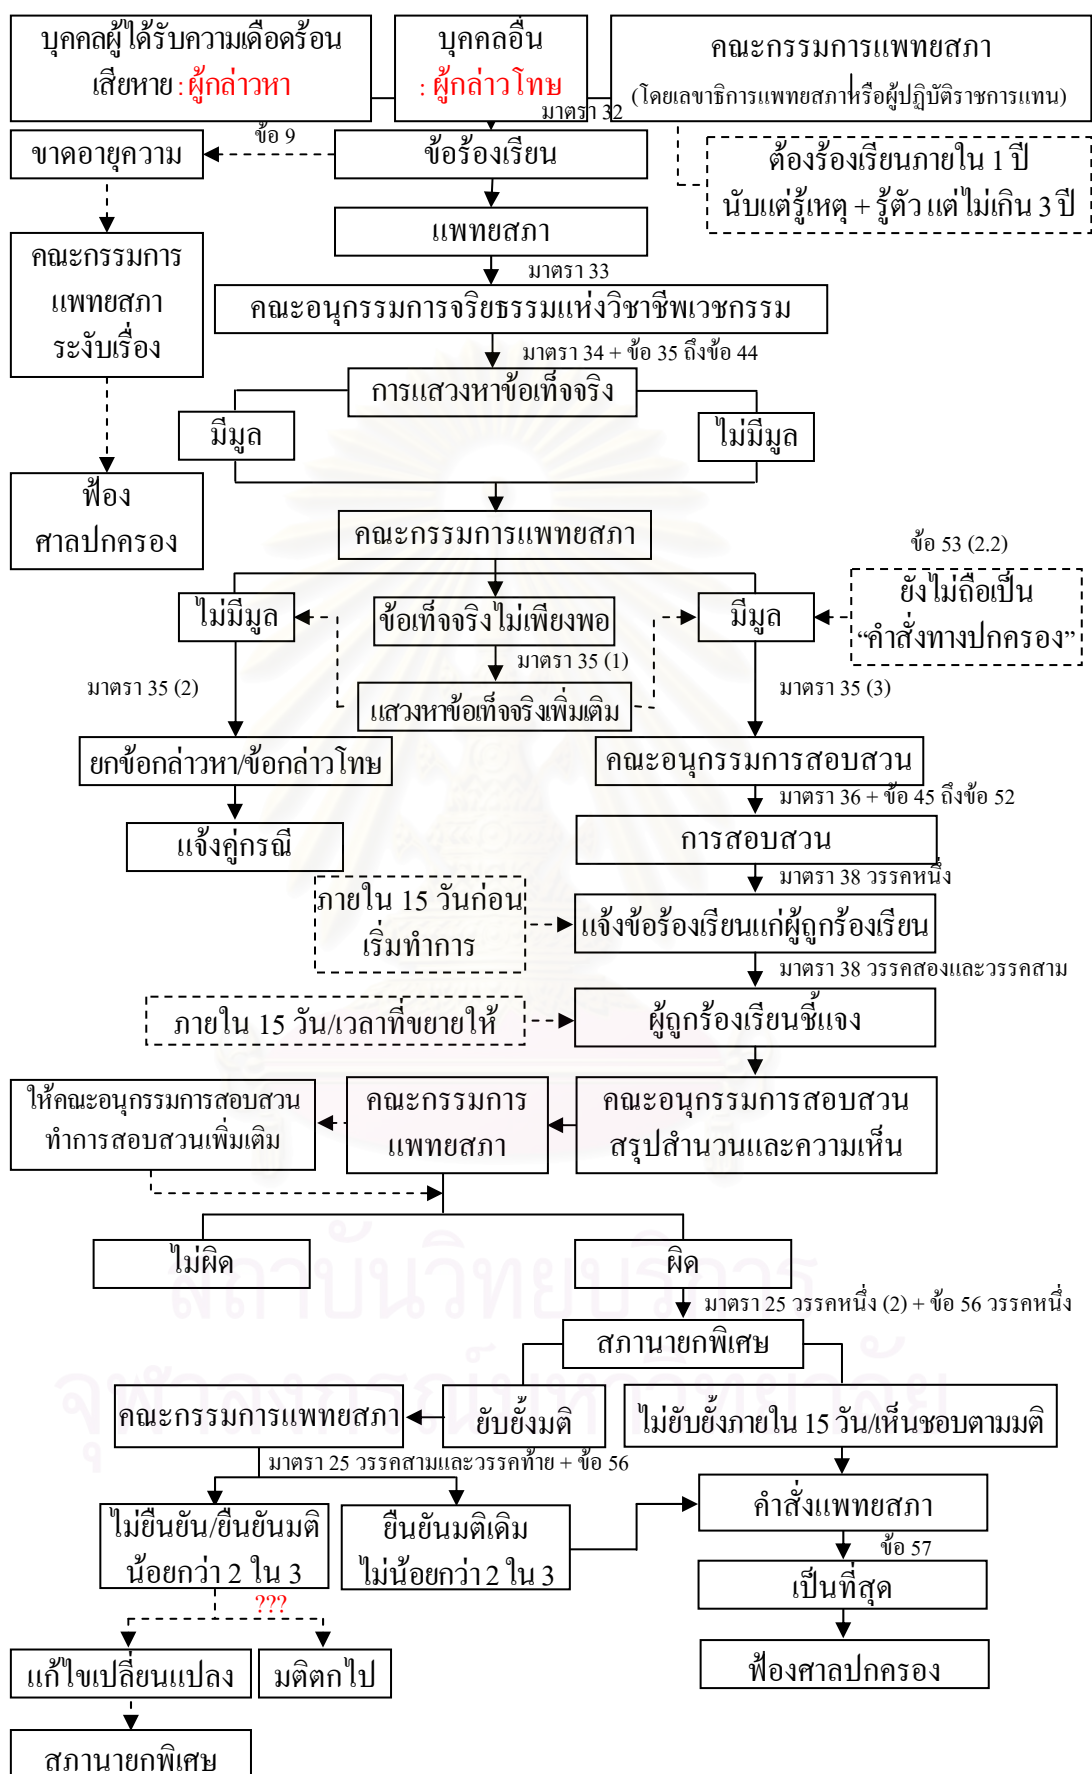 บุคคลผู้ได้รับความเดือดร้อน
เสียหาย : ผู้กล่าวหา
บุคคลอื่น
: ผู้กล่าวโทษ
คณะกรรมการแพทยสภา
(โดยเลขาธิการแพทยสภาหรือผู้ปฏิบัติราชการแทน)
มาตรา 32
ขาดอายุความ
ข้อ 9
ข้อร้องเรียน
ต้องร้องเรียนภายใน 1 ปี
นับแต่รู้เหตุ + รู้ตัว แต่ไม่เกิน 3 ปี
แพทยสภา
คณะกรรมการ
แพทยสภา
ระงับเรื่อง
มาตรา 33
คณะอนุกรรมการจริยธรรมแห่งวิชาชีพเวชกรรม
มาตรา 34 + ข้อ 35 ถึงข้อ 44
การแสวงหาข้อเท็จจริง
มีมูล
ไม่มีมูล
ฟ้อง
ศาลปกครอง
คณะกรรมการแพทยสภา
ข้อ 53 (2.2)
ยังไม่ถือเป็น
“คำสั่งทางปกครอง”
ไม่มีมูล
ข้อเท็จจริงไม่เพียงพอ
มีมูล
มาตรา 35 (1)
มาตรา 35 (2)
มาตรา 35 (3)
แสวงหาข้อเท็จจริงเพิ่มเติม
ยกข้อกล่าวหา/ข้อกล่าวโทษ
คณะอนุกรรมการสอบสวน
มาตรา 36 + ข้อ 45 ถึงข้อ 52
แจ้งคู่กรณี
การสอบสวน
มาตรา 38 วรรคหนึ่ง
ภายใน 15 วันก่อน
เริ่มทำการ
แจ้งข้อร้องเรียนแก่ผู้ถูกร้องเรียน
มาตรา 38 วรรคสองและวรรคสาม
ภายใน 15 วัน/เวลาที่ขยายให้
ผู้ถูกร้องเรียนชี้แจง
ให้คณะอนุกรรมการสอบสวน
ทำการสอบสวนเพิ่มเติม
คณะกรรมการ
แพทยสภา
คณะอนุกรรมการสอบสวน
สรุปสำนวนและความเห็น
ไม่ผิด
ผิด
มาตรา 25 วรรคหนึ่ง (2) + ข้อ 56 วรรคหนึ่ง
สถาบันวิทยบริการ
สภานายกพิเศษ
จุฬาลงกรณ์มหาวิทยาลัย
คณะกรรมการแพทยสภา
ยับยั้งมติ
ไม่ยับยั้งภายใน 15 วัน/เห็นชอบตามมติ
มาตรา 25 วรรคสามและวรรคท้าย + ข้อ 56
ไม่ยืนยัน/ยืนยันมติ
น้อยกว่า 2 ใน 3
ยืนยันมติเดิม
ไม่น้อยกว่า 2 ใน 3
คำสั่งแพทยสภา
ข้อ 57
เป็นที่สุด
???
แก้ไขเปลี่ยนแปลง
มติตกไป
ฟ้องศาลปกครอง
สภานายกพิเศษ